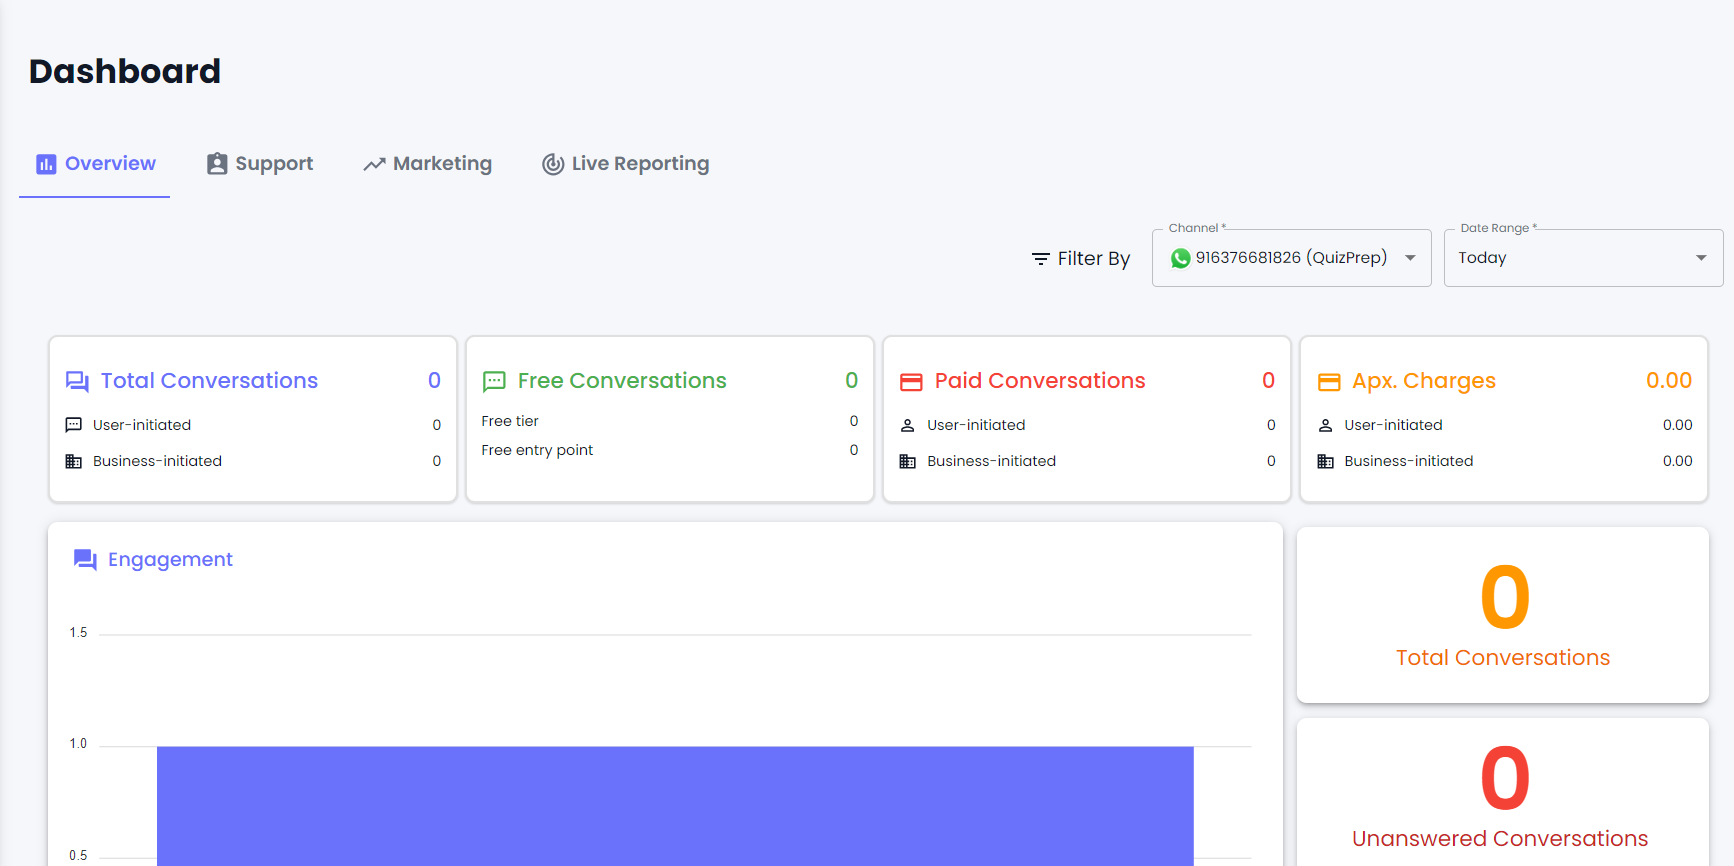 Dashboard
Overview
Support
Marketing
Live Reporting
Filter By
Channel *
916376681826 (QuizPrep)
Date Range *
Today
Total Conversations 0
User-initiated 0
Business-initiated 0
Free Conversations 0
Free tier 0
Free entry point 0
Paid Conversations 0
User-initiated 0
Business-initiated 0
Apx. Charges 0.00
User-initiated 0.00
Business-initiated 0.00
Engagement
1.5
1.0
0.5
0
Total Conversations
0
Unanswered Conversations